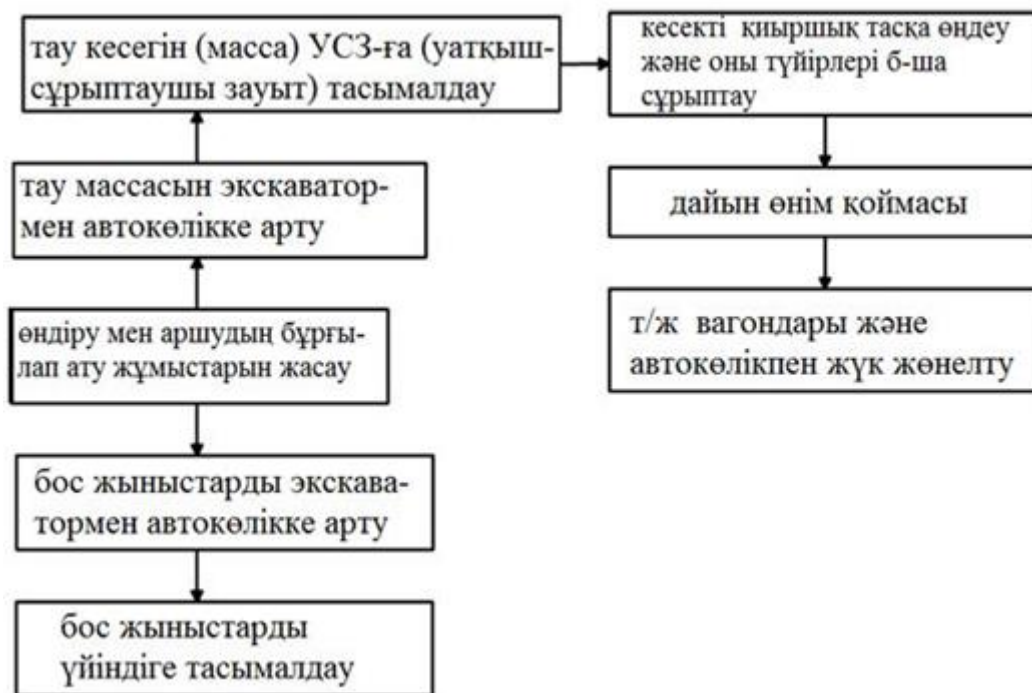 тау кесегін (масса) УСЗ-ға (уатқыш-
сұрыптаушы зауыт) тасымалдау
кесекті қиыршық тасқа өңдеу
және оны түйірлері б-ша
сұрыптау
тау массасын экскаватор-
мен автокөлікке арту
дайын өнім қоймасы
өндіру мен аршудың бұрғы-
лап ату жұмыстарын жасау
т/ж вагондары және
автокөлікпен жүк жөнелту
бос жыныстарды экскава-
тормен автокөлікке арту
бос жыныстарды
үйіндіге тасымалдау